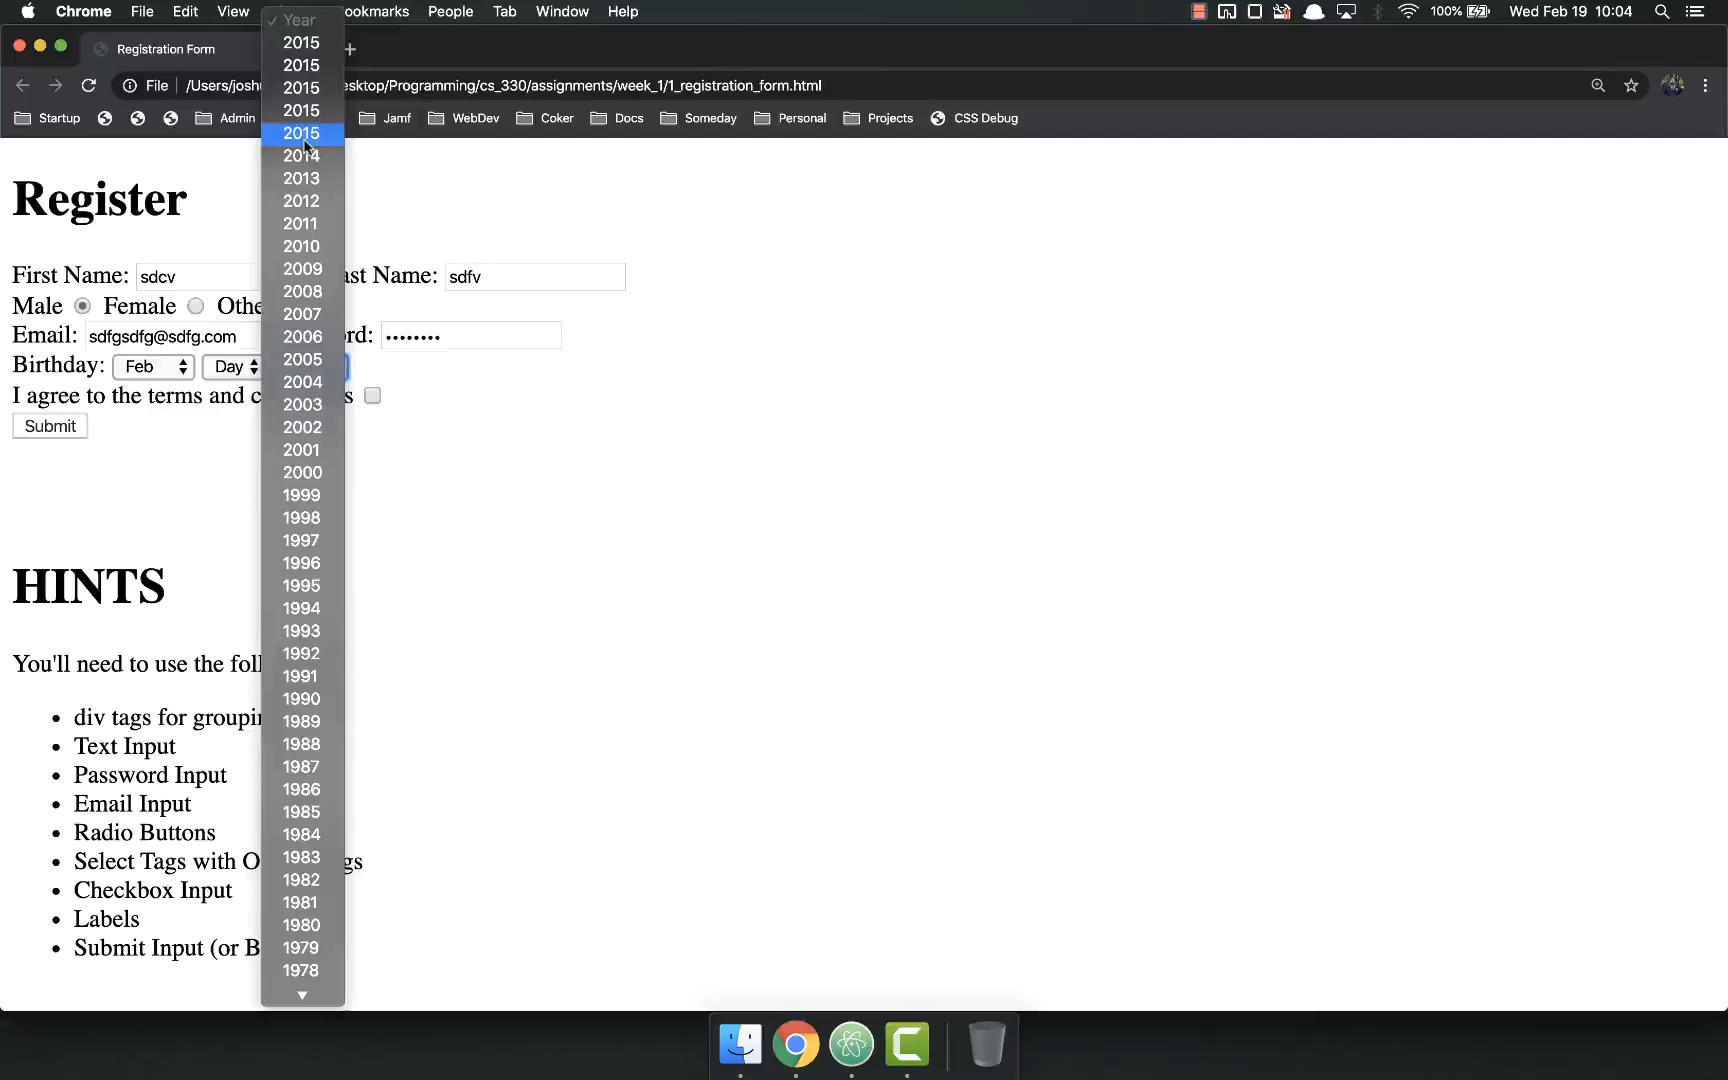 Chrome File Edit View ookmarks People Tab Window Help 100% Wed Feb 19 10:04
Registration Form
File /Users/josh esktop/Programming/cs_330/assignments/week_1/1_registration_form.html
Startup Admin Jamf WebDev Coker Docs Someday Personal Projects CSS Debug
✓ Year
2015
2015
2015
2015
2015
2014
2013
2012
2011
2010
2009
2008
2007
2006
2005
2004
2003
2002
2001
2000
1999
1998
1997
1996
1995
1994
1993
1992
1991
1990
1989
1988
1987
1986
1985
1984
1983
1982
1981
1980
1979
1978
Register
First Name: sdcv ast Name: sdfv
Male Female Othe
Email: sdfgsdfg@sdfg.com rd: ••••••••
Birthday: Feb Day
I agree to the terms and c s
Submit
HINTS
You'll need to use the foll
• div tags for groupin
• Text Input
• Password Input
• Email Input
• Radio Buttons
• Select Tags with O gs
• Checkbox Input
• Labels
• Submit Input (or B